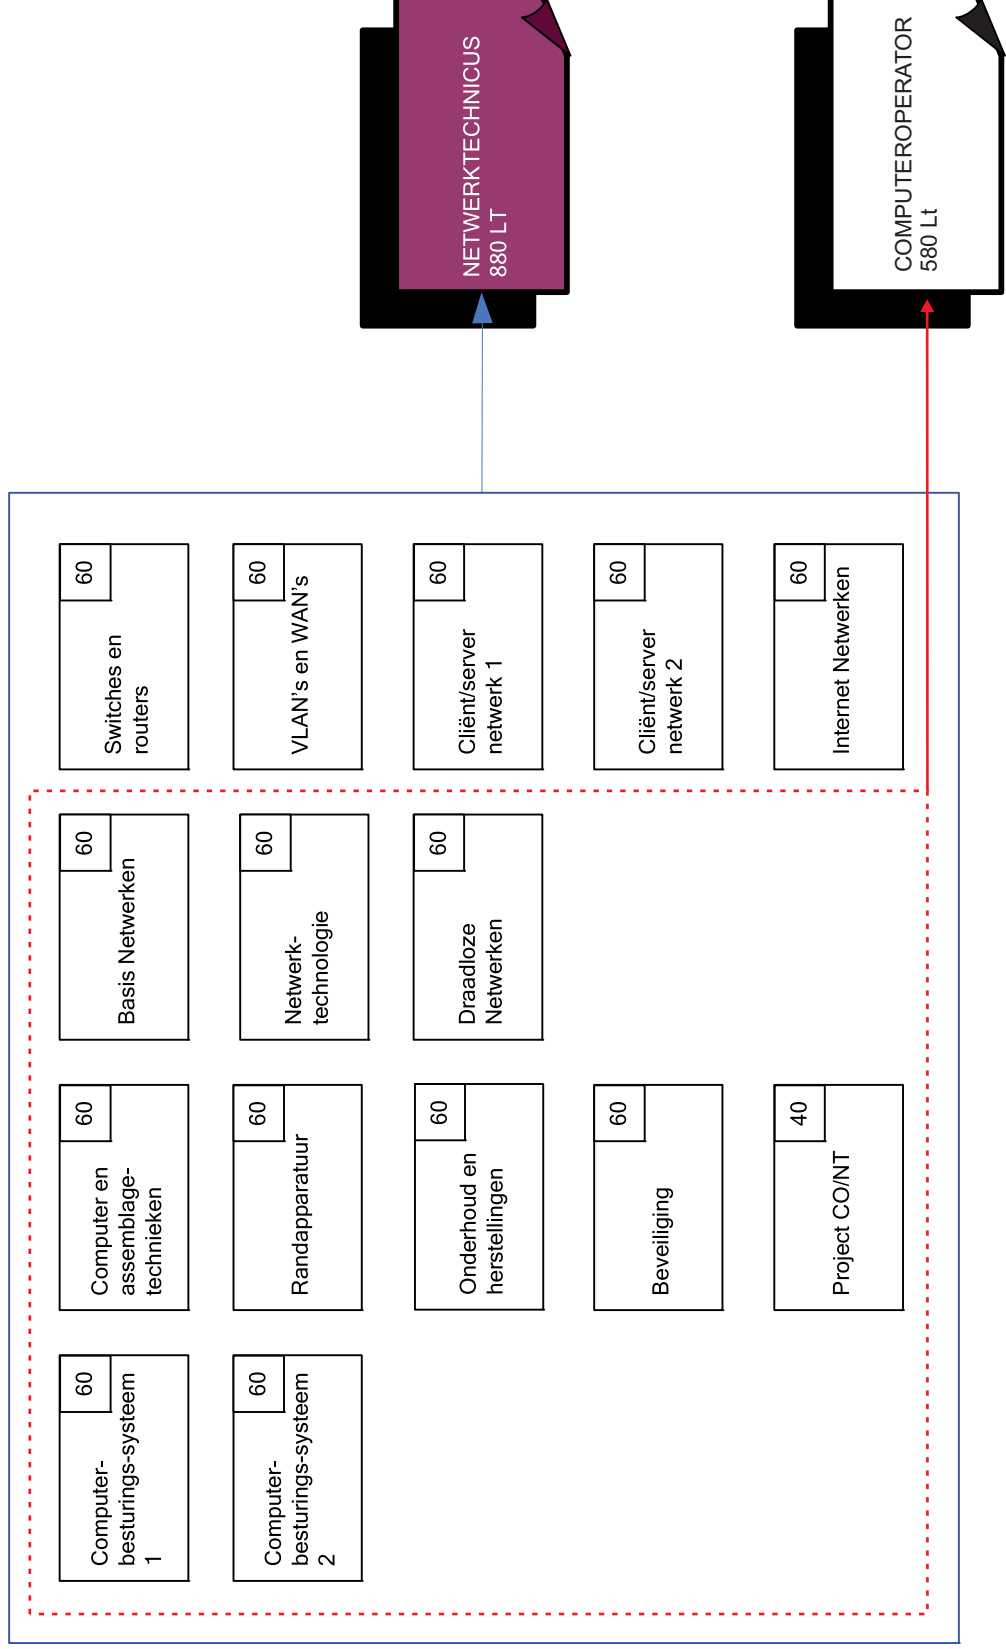 Computer-
besturings-systeem
1
60
Computer-
besturings-systeem
2
60
Computer en
assemblage-
technieken
60
Randapparatuur
60
Onderhoud en
herstellingen
60
Beveiliging
60
Project CO/NT
40
Basis Netwerken
60
Netwerk-
technologie
60
Draadloze
Netwerken
60
Switches en
routers
60
VLAN's en WAN's
60
Cliënt/server
netwerk 1
60
Cliënt/server
netwerk 2
60
Internet Netwerken
60
NETWERKTECHNICUS
880 LT
COMPUTEROPERATOR
580 Lt